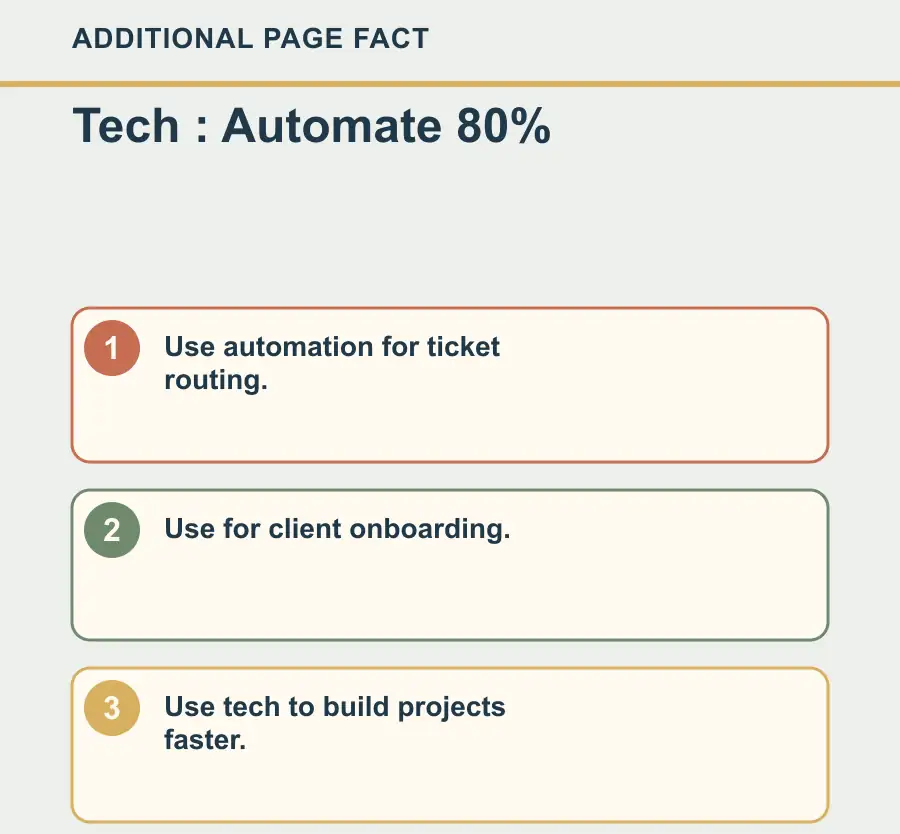 ADDITIONAL PAGE FACT
Tech : Automate 80%
1
Use automation for ticket
routing.
2
Use for client onboarding.
3
Use tech to build projects
faster.